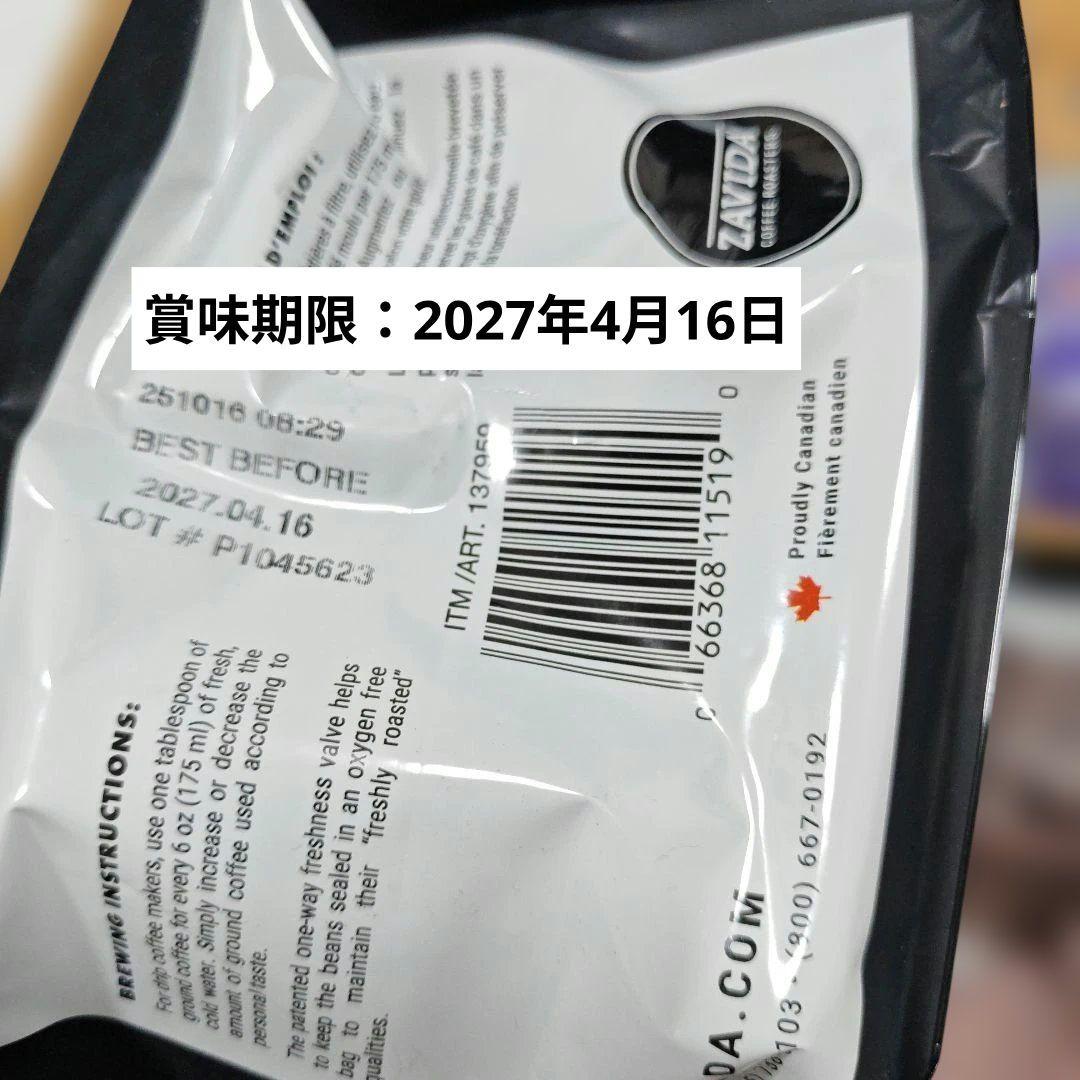 賞味期限：2027年4月16日
ZAVIDA
COFFEE ROASTERS
D'EMPLOI :
251016 08:29
BEST BEFORE
2027.04.16
LOT # P1045623
ITM /ART. 137959
0 66368 11519 0
Proudly Canadian
Fièrement canadien
BREWING INSTRUCTIONS:
For drip coffee makers, use one tablespoon of
ground coffee for every 6 oz (175 ml) of fresh,
cold water. Simply increase or decrease the
amount of ground coffee used according to
personal taste.
The patented one-way freshness valve helps
to keep the beans sealed in an oxygen free
bag to maintain their "freshly roasted"
qualities.
DA.COM
103 · (800) 667-0192